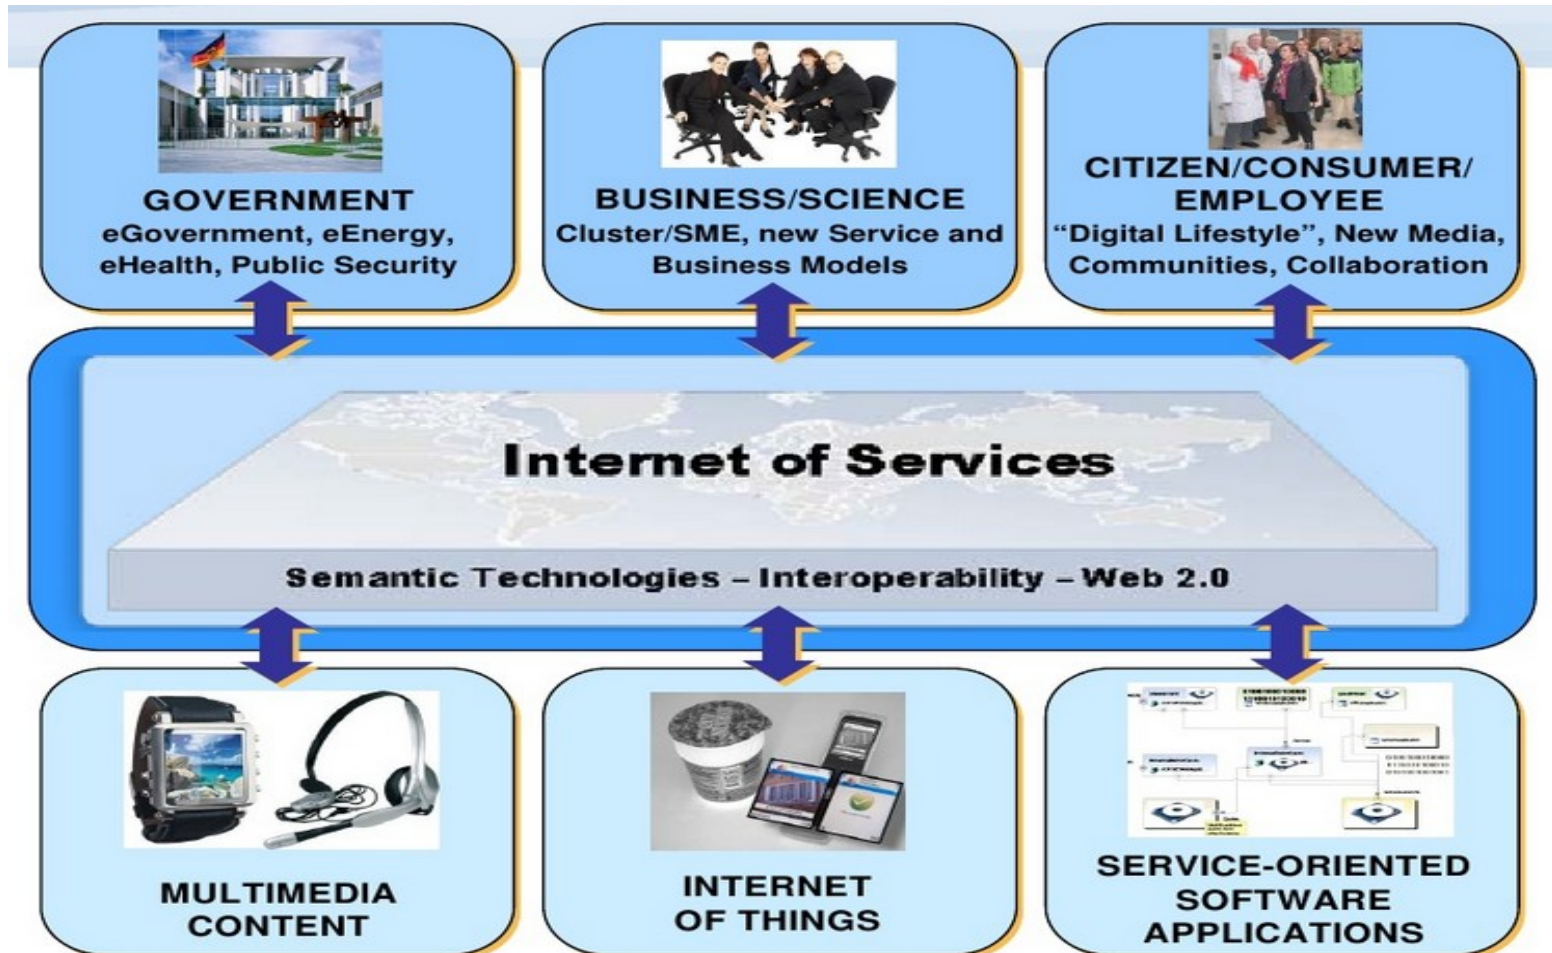 GOVERNMENT
eGovernment, eEnergy,
eHealth, Public Security
BUSINESS/SCIENCE
Cluster/SME, new Service and
Business Models
CITIZEN/CONSUMER/
EMPLOYEE
“Digital Lifestyle”, New Media,
Communities, Collaboration
Internet of Services
Semantic Technologies – Interoperability – Web 2.0
MULTIMEDIA
CONTENT
INTERNET
OF THINGS
SERVICE-ORIENTED
SOFTWARE
APPLICATIONS